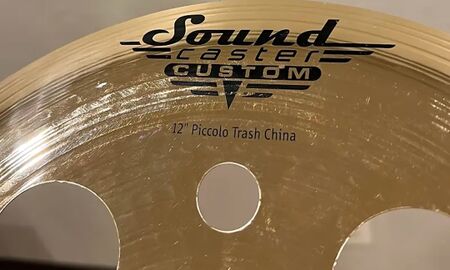 Sound
caster
CUSTOM
12" Piccolo Trash China